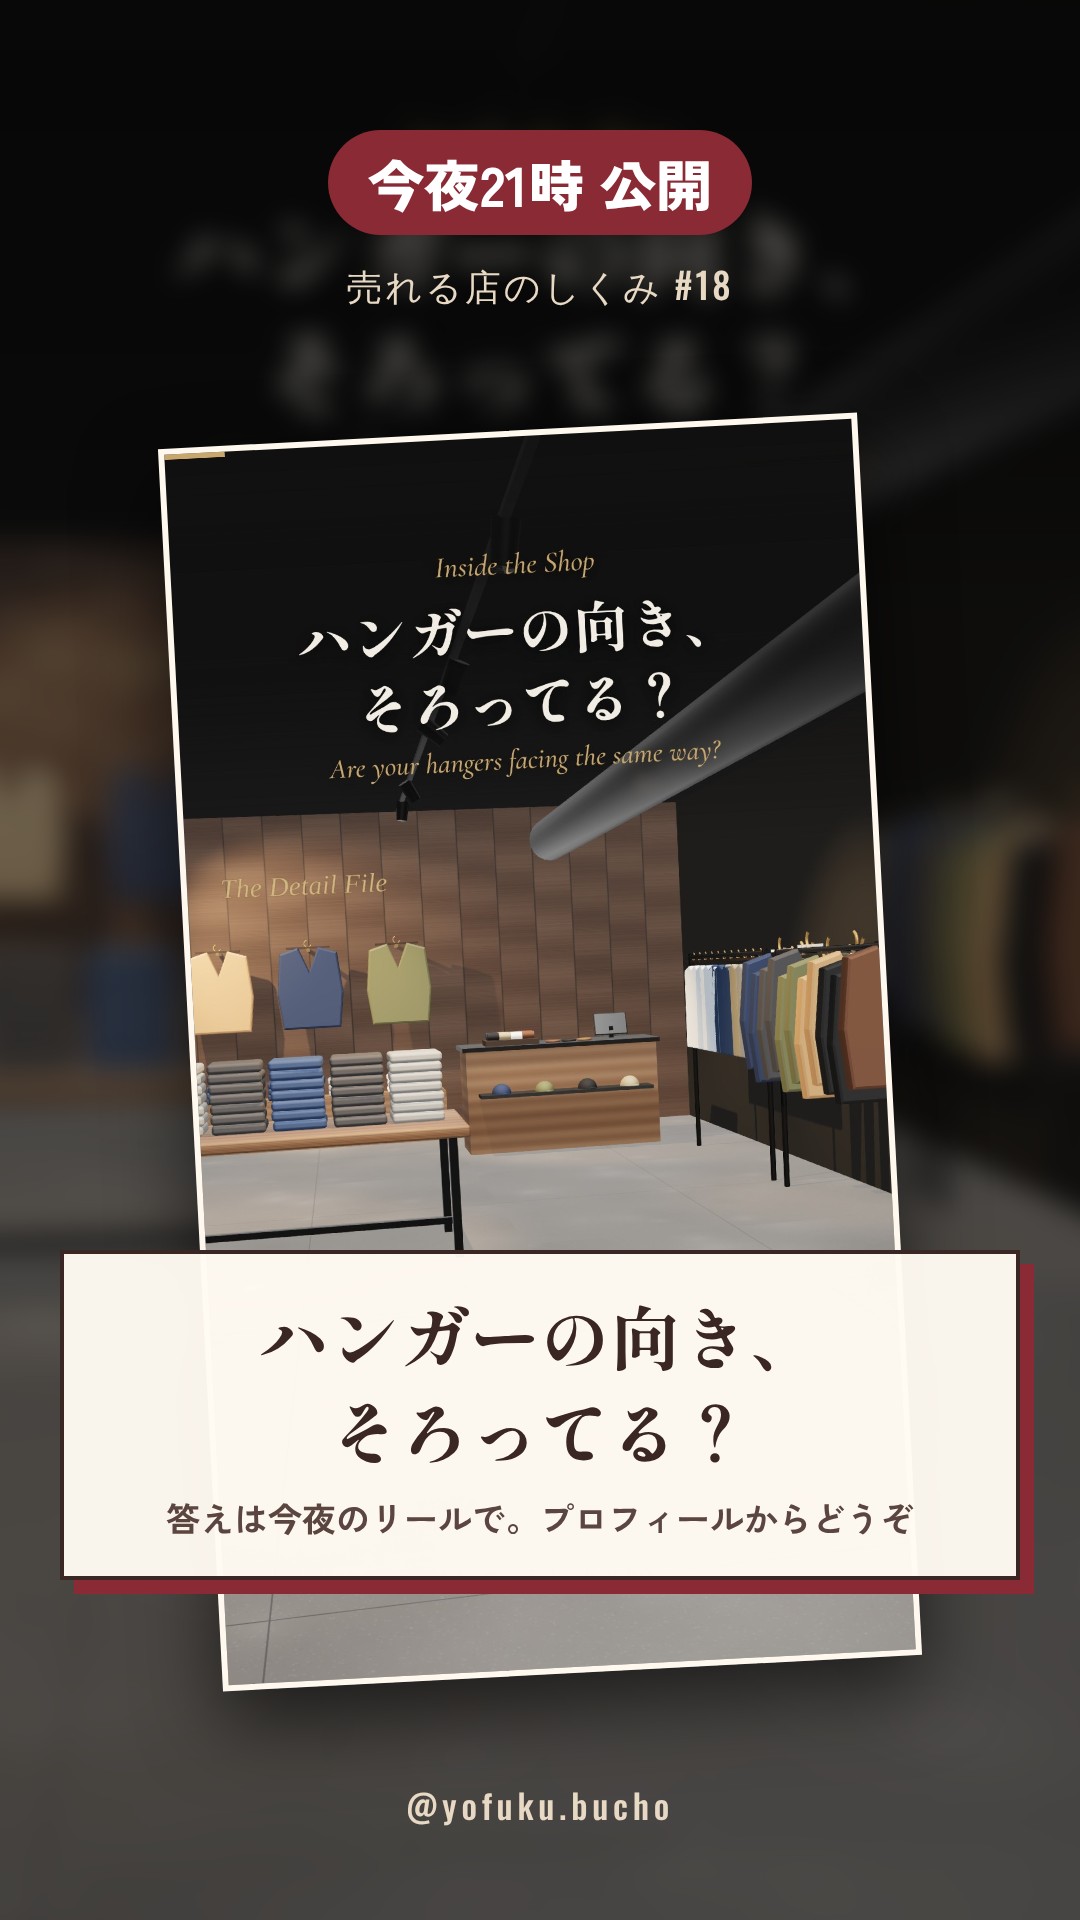 今夜21時 公開
売れる店のしくみ #18
Inside the Shop
ハンガーの向き、
そろってる？
Are your hangers facing the same way?
The Detail File
ハンガーの向き、
そろってる？
答えは今夜のリールで。プロフィールからどうぞ
@yofuku.bucho